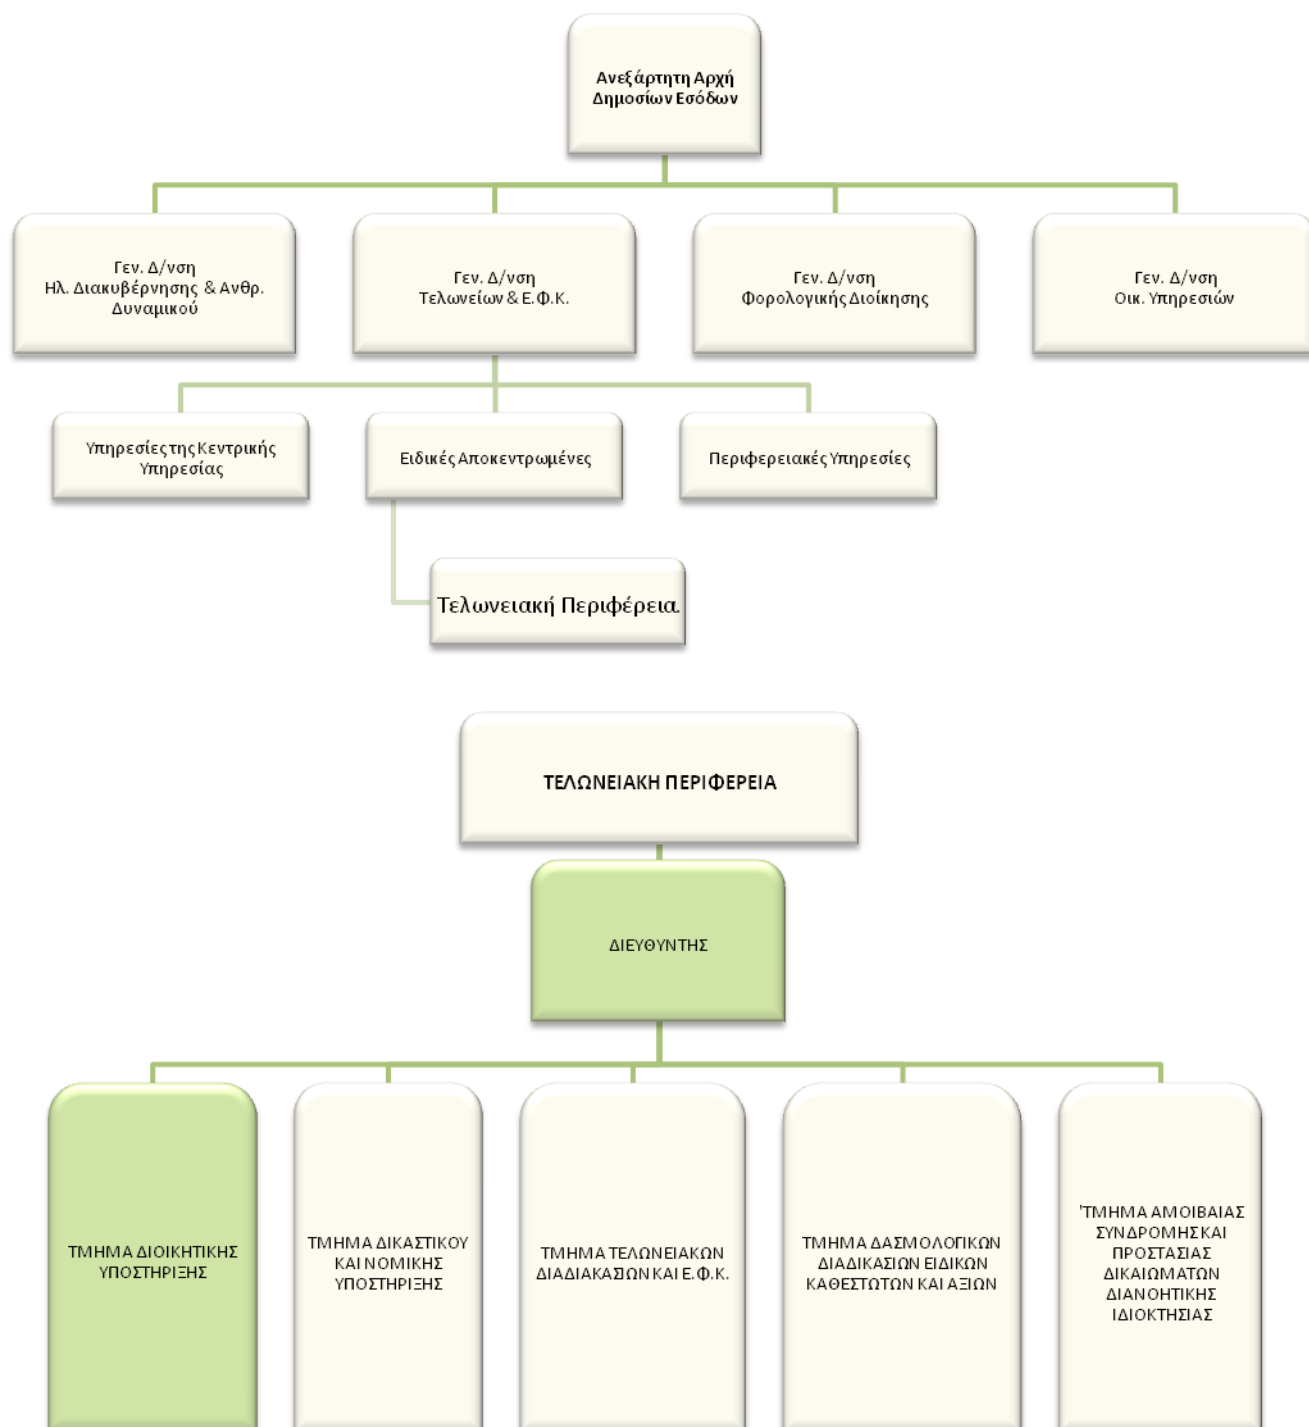 Ανεξάρτητη Αρχή
Δημοσίων Εσόδων
Γεν. Δ/νση
Ηλ. Διακυβέρνησης & Ανθρ.
Δυναμικού
Γεν. Δ/νση
Τελωνείων & Ε.Φ.Κ.
Γεν. Δ/νση
Φορολογικής Διοίκησης
Γεν. Δ/νση
Οικ. Υπηρεσιών
Υπηρεσίες της Κεντρικής
Υπηρεσίας
Ειδικές Αποκεντρωμένες
Περιφερειακές Υπηρεσίες
Τελωνειακή Περιφέρεια.
ΤΕΛΩΝΕΙΑΚΗ ΠΕΡΙΦΕΡΕΙΑ
ΔΙΕΥΘΥΝΤΗΣ
ΤΜΗΜΑ ΔΙΟΙΚΗΤΙΚΗΣ
ΥΠΟΣΤΗΡΙΞΗΣ
ΤΜΗΜΑ ΔΙΚΑΣΤΙΚΟΥ
ΚΑΙ ΝΟΜΙΚΗΣ
ΥΠΟΣΤΗΡΙΞΗΣ
ΤΜΗΜΑ ΤΕΛΩΝΕΙΑΚΩΝ
ΔΙΑΔΙΑΚΑΣΙΩΝ ΚΑΙ Ε.Φ.Κ.
ΤΜΗΜΑ ΔΑΣΜΟΛΟΓΙΚΩΝ
ΔΙΑΔΙΚΑΣΙΩΝ ΕΙΔΙΚΩΝ
ΚΑΘΕΣΤΩΤΩΝ ΚΑΙ ΑΞΙΩΝ
'ΤΜΗΜΑ ΑΜΟΙΒΑΙΑΣ
ΣΥΝΔΡΟΜΗΣ ΚΑΙ
ΠΡΟΣΤΑΣΙΑΣ
ΔΙΚΑΙΩΜΑΤΩΝ
ΔΙΑΝΟΗΤΙΚΗΣ
ΙΔΙΟΚΤΗΣΙΑΣ